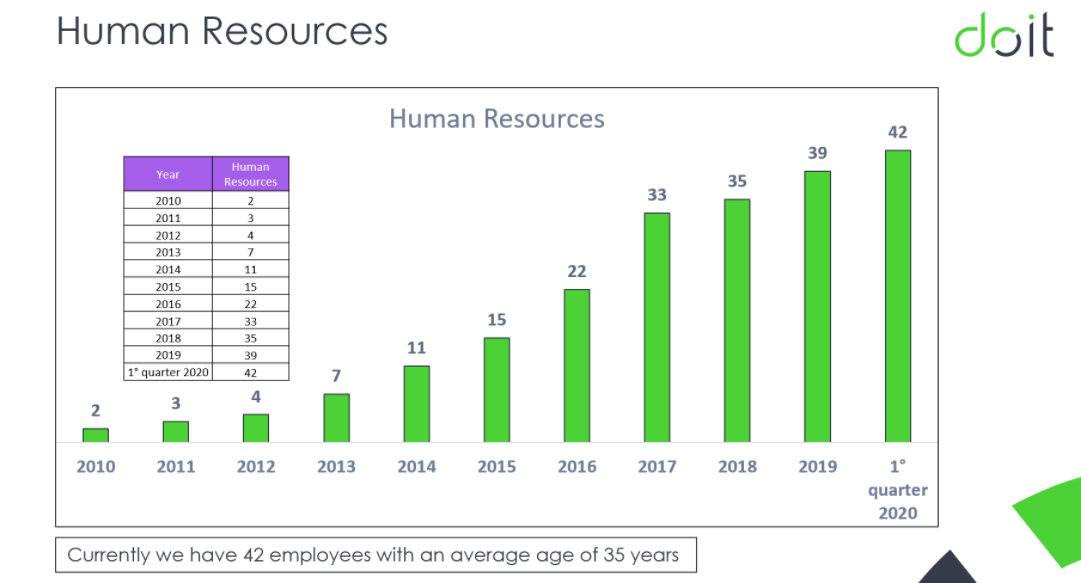 Human Resources
doit
Human Resources
Year Human Resources
2010 2
2011 3
2012 4
2013 7
2014 11
2015 15
2016 22
2017 33
2018 35
2019 39
1° quarter 2020 42
2 3 4 7 11 15 22 33 35 39 42
2010 2011 2012 2013 2014 2015 2016 2017 2018 2019 1° quarter 2020
Currently we have 42 employees with an average age of 35 years